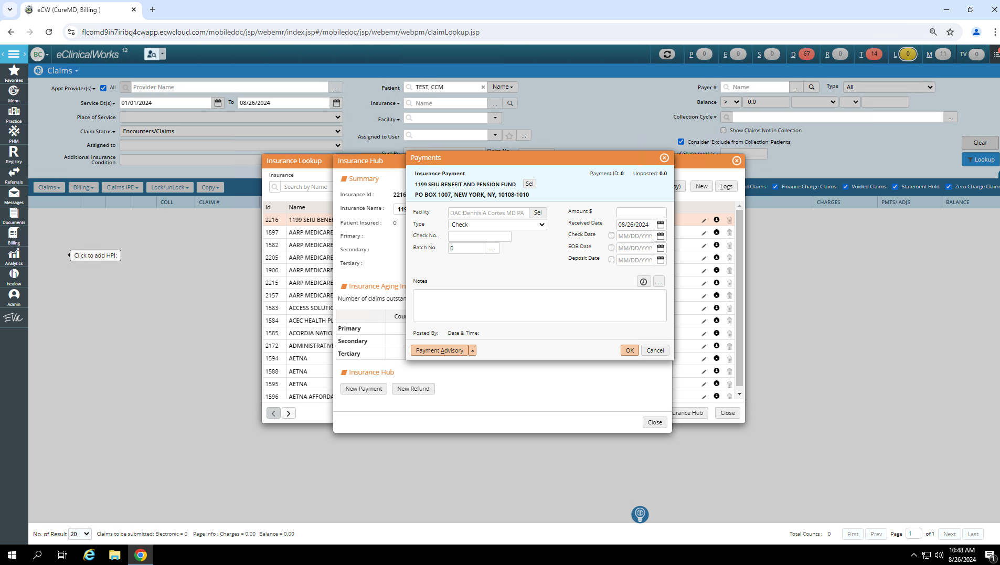 eCW (CureMD, Billing )
flcomd9ih7iribg4cwapp.ecwcloud.com/mobiledoc/jsp/webemr/index.jsp#/mobiledoc/jsp/webemr/webpm/claimLookup.jsp
BC eClinicalWorks 12
P 0 E 0 S 0 D 67 R 0 T 14 L 0 M 11 TV 0
Claims
Favorites
Menu
Practice
PHM
Registry
Referrals
Messages
Documents
Billing
Analytics
healow
Admin
EVa
Appt Provider(s) All Provider Name ...
Patient TEST, CCM × Name
Payer # Name ... Type All
Service Dt(s) 01/01/2024 To 08/26/2024
Insurance Name ...
Balance > 0.0
Place of Service
Facility
Collection Cycle ...
Claim Status Encounters/Claims
Show Claims Not in Collection
Assigned to User ...
Assigned to
Consider 'Exclude from Collection' Patients
Clear
Additional Insurance Condition
Lookup
Claims Billing Claims IPE Lock/unLock Copy
d Claims Finance Charge Claims Voided Claims Statement Hold Zero Charge Claim
COLL CLAIM # CHARGES PMTS/ ADJS BALANCE
Click to add HPI:
Insurance Lookup
Insurance
Search by Name
New Logs
Id Name
2216 1199 SEIU BENEF
1897 AARP MEDICARE
1582 AARP MEDICARE
2205 AARP MEDICARE
1906 AARP MEDICARE
2215 AARP MEDICARE
2157 AARP MEDICARE
1583 ACCESS SOLUTIO
1584 ACEC HEALTH PL
1585 ACORDIA NATIO
2172 ADMINISTRATIVE
1594 AETNA
1588 AETNA
1595 AETNA
1596 AETNA AFFORDA
urance Hub Close
Insurance Hub
Summary
Insurance Id : 2216
Insurance Name : 119
Patient Insured : 0
Primary :
Secondary :
Tertiary :
Insurance Aging In
Number of claims outstan
Cour
Primary
Secondary
Tertiary
Insurance Hub
New Payment New Refund
Close
Payments
Insurance Payment Payment ID: 0 Unposted: 0.0
1199 SEIU BENEFIT AND PENSION FUND Sel
PO BOX 1007, NEW YORK, NY, 10108-1010
Facility DAC:Dennis A Cortes MD PA Sel Amount $
Type Check Received Date 08/26/2024
Check No. Check Date MM/DD/YYYY
Batch No. 0 ... EOB Date MM/DD/YYYY
Deposit Date MM/DD/YYYY
Notes ...
Posted By: Date & Time:
Payment Advisory OK Cancel
No. of Result 20 Claims to be submitted: Electronic = 0 Page Info : Charges = 0.00 Balance = 0.00
Total Counts : 0 First Prev Page 1 of 1 Next Last
10:48 AM
8/26/2024
1